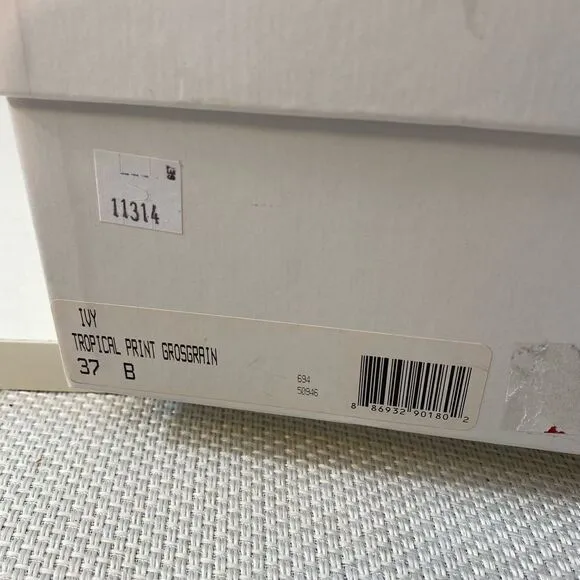 11314
IVY
TROPICAL PRINT GROSGRAIN
37 B
694
50946
8 86932 90180 2